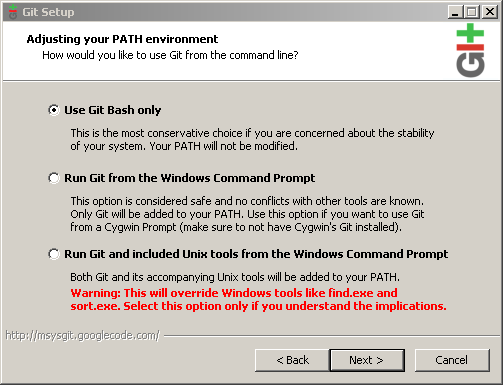 Git Setup
Adjusting your PATH environment
How would you like to use Git from the command line?
Git
Use Git Bash only
This is the most conservative choice if you are concerned about the stability
of your system. Your PATH will not be modified.
Run Git from the Windows Command Prompt
This option is considered safe and no conflicts with other tools are known.
Only Git will be added to your PATH. Use this option if you want to use Git
from a Cygwin Prompt (make sure to not have Cygwin's Git installed).
Run Git and included Unix tools from the Windows Command Prompt
Both Git and its accompanying Unix tools will be added to your PATH.
Warning: This will override Windows tools like find.exe and
sort.exe. Select this option only if you understand the implications.
http://msysgit.googlecode.com/
< Back
Next >
Cancel